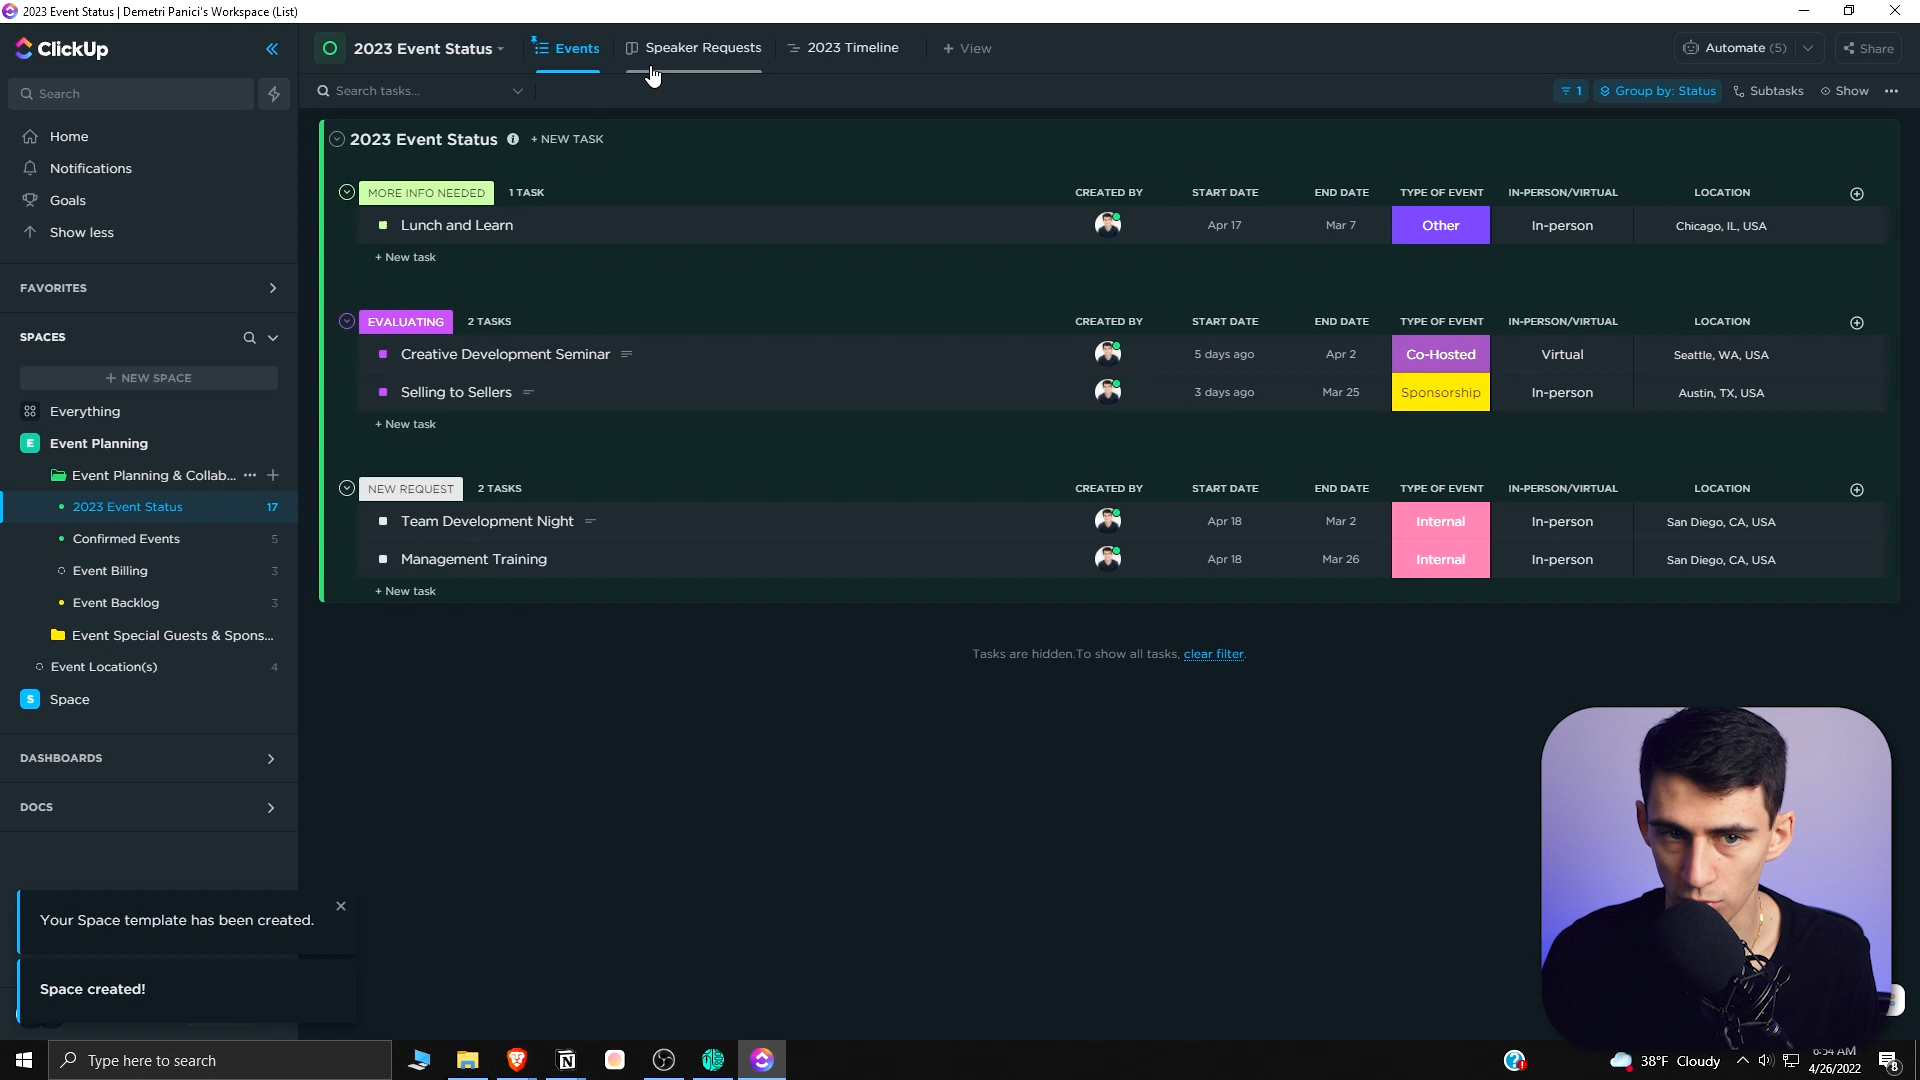 2023 Event Status | Demetri Panici's Workspace (List)
ClickUp
2023 Event Status
Events
Speaker Requests
2023 Timeline
+ View
Automate (5)
Share
Search
Search tasks...
1
Group by: Status
Subtasks
Show
Home
Notifications
Goals
Show less
FAVORITES
SPACES
+ NEW SPACE
Everything
E Event Planning
Event Planning & Collab...
2023 Event Status 17
Confirmed Events 5
Event Billing 3
Event Backlog 3
Event Special Guests & Spons...
Event Location(s) 4
S Space
DASHBOARDS
DOCS
2023 Event Status + NEW TASK
MORE INFO NEEDED 1 TASK CREATED BY START DATE END DATE TYPE OF EVENT IN-PERSON/VIRTUAL LOCATION
Lunch and Learn Apr 17 Mar 7 Other In-person Chicago, IL, USA
+ New task
EVALUATING 2 TASKS CREATED BY START DATE END DATE TYPE OF EVENT IN-PERSON/VIRTUAL LOCATION
Creative Development Seminar 5 days ago Apr 2 Co-Hosted Virtual Seattle, WA, USA
Selling to Sellers 3 days ago Mar 25 Sponsorship In-person Austin, TX, USA
+ New task
NEW REQUEST 2 TASKS CREATED BY START DATE END DATE TYPE OF EVENT IN-PERSON/VIRTUAL LOCATION
Team Development Night Apr 18 Mar 2 Internal In-person San Diego, CA, USA
Management Training Apr 18 Mar 26 Internal In-person San Diego, CA, USA
+ New task
Tasks are hidden.To show all tasks, clear filter.
Your Space template has been created.
Space created!
Type here to search
38°F Cloudy
6:54 AM
4/26/2022
8